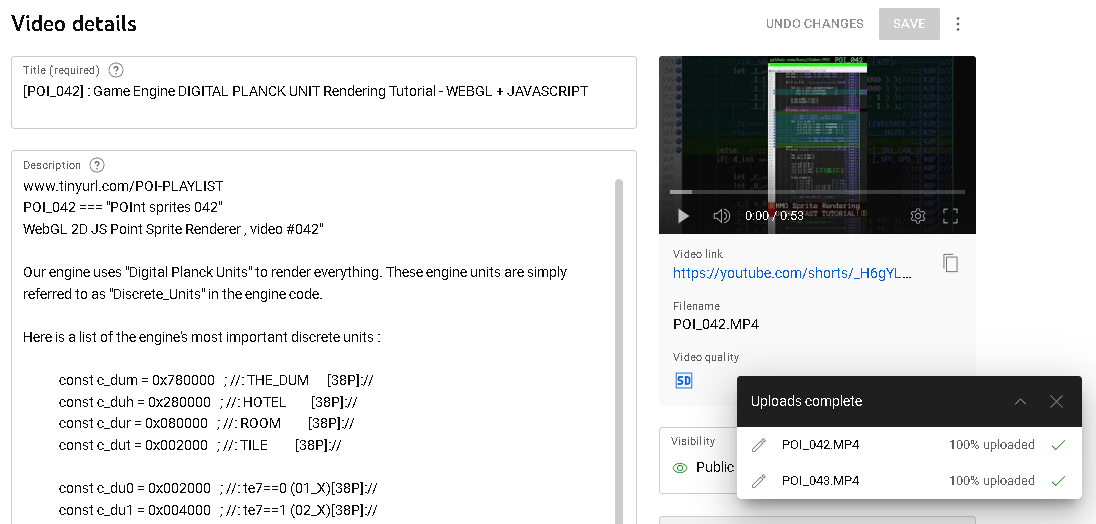 Video details
UNDO CHANGES
SAVE
Title (required)
[POI_042] : Game Engine DIGITAL PLANCK UNIT Rendering Tutorial - WEBGL + JAVASCRIPT
Description
www.tinyurl.com/POI-PLAYLIST
POI_042 === "POInt sprites 042"
WebGL 2D JS Point Sprite Renderer , video #042"
Our engine uses "Digital Planck Units" to render everything. These engine units are simply
referred to as "Discrete_Units" in the engine code.
Here is a list of the engine's most important discrete units :
const c_dum = 0x780000 ; //: THE_DUM [38P]://
const c_duh = 0x280000 ; //: HOTEL [38P]://
const c_dur = 0x080000 ; //: ROOM [38P]://
const c_dut = 0x002000 ; //: TILE [38P]://
const c_du0 = 0x002000 ; //: te7==0 (01_X)[38P]://
const c_du1 = 0x004000 ; //: te7==1 (02_X)[38P]://
POI_042
MMO Sprite Rendering
FAST TUTORIAL!
0:00 / 0:53
Video link
https://youtube.com/shorts/_H6gYL...
Filename
POI_042.MP4
Video quality
SD
Visibility
Public
Uploads complete
POI_042.MP4 100% uploaded
POI_043.MP4 100% uploaded